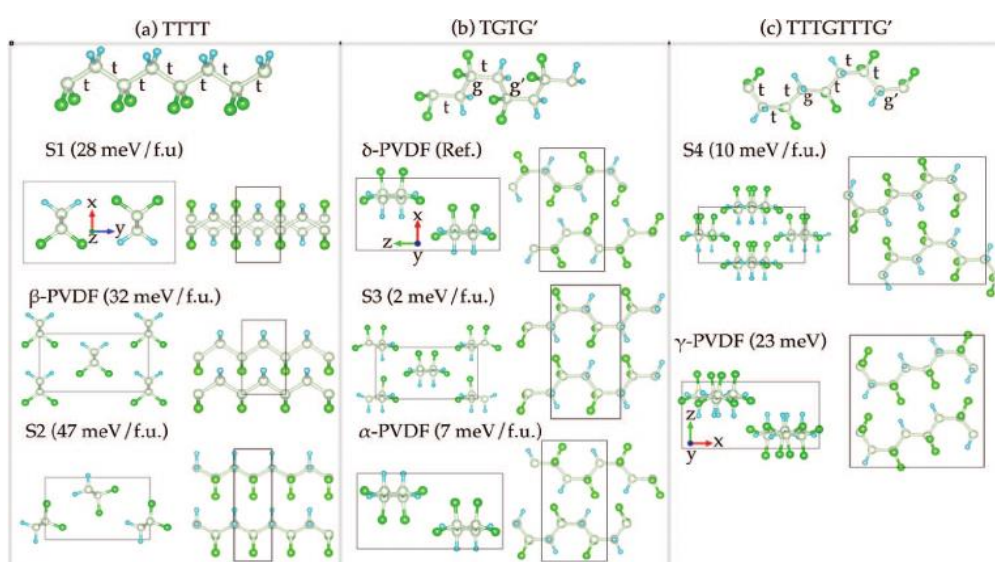 (a) TTTT
(b) TGTG′
(c) TTTGTTTG′
t t t t
t t t t
t
g g′
t
t t
t g t
t g′
S1 (28 meV/f.u)
δ-PVDF (Ref.)
S4 (10 meV/f.u.)
x
z y
x
z y
β-PVDF (32 meV/f.u.)
S3 (2 meV/f.u.)
γ-PVDF (23 meV)
z
y x
S2 (47 meV/f.u.)
α-PVDF (7 meV/f.u.)